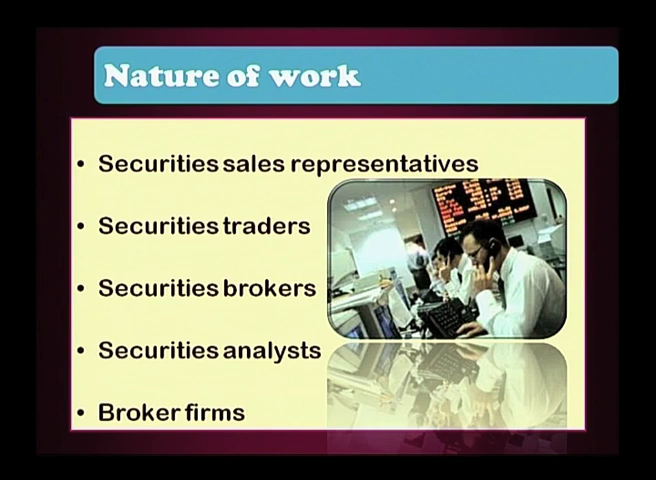 Nature of work
• Securities sales representatives
• Securities traders
• Securities brokers
• Securities analysts
• Broker firms